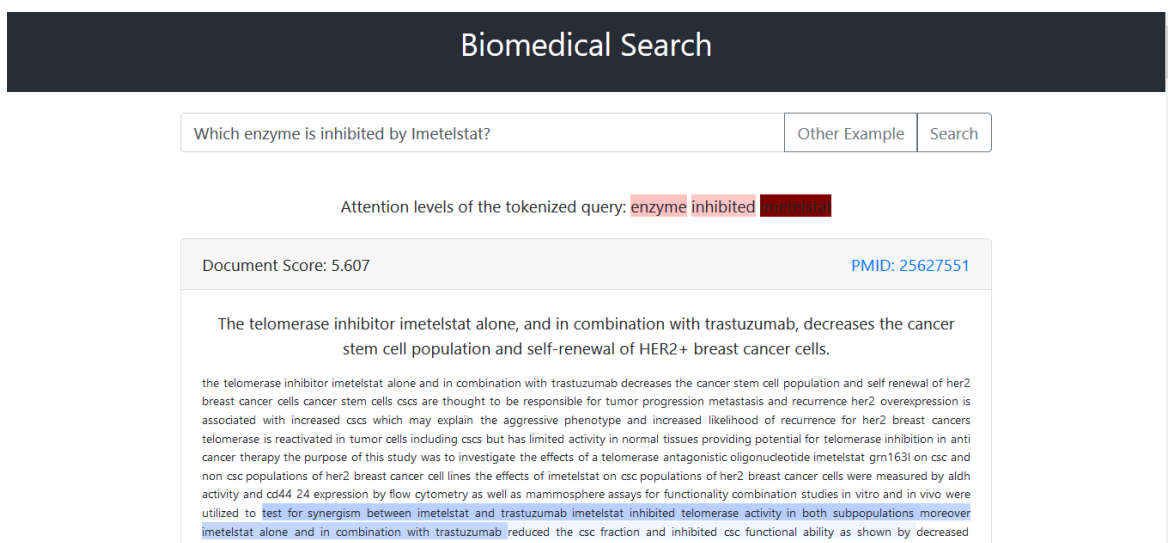 Biomedical Search
Which enzyme is inhibited by Imetelstat? Other Example Search
Attention levels of the tokenized query: enzyme inhibited imetelstat
Document Score: 5.607 PMID: 25627551
The telomerase inhibitor imetelstat alone, and in combination with trastuzumab, decreases the cancer
stem cell population and self-renewal of HER2+ breast cancer cells.
the telomerase inhibitor imetelstat alone and in combination with trastuzumab decreases the cancer stem cell population and self renewal of her2
breast cancer cells cancer stem cells cscs are thought to be responsible for tumor progression metastasis and recurrence her2 overexpression is
associated with increased cscs which may explain the aggressive phenotype and increased likelihood of recurrence for her2 breast cancers
telomerase is reactivated in tumor cells including cscs but has limited activity in normal tissues providing potential for telomerase inhibition in anti
cancer therapy the purpose of this study was to investigate the effects of a telomerase antagonistic oligonucleotide imetelstat grn163l on csc and
non csc populations of her2 breast cancer cell lines the effects of imetelstat on csc populations of her2 breast cancer cells were measured by aldh
activity and cd44 24 expression by flow cytometry as well as mammosphere assays for functionality combination studies in vitro and in vivo were
utilized to test for synergism between imetelstat and trastuzumab imetelstat inhibited telomerase activity in both subpopulations moreover
imetelstat alone and in combination with trastuzumab reduced the csc fraction and inhibited csc functional ability as shown by decreased